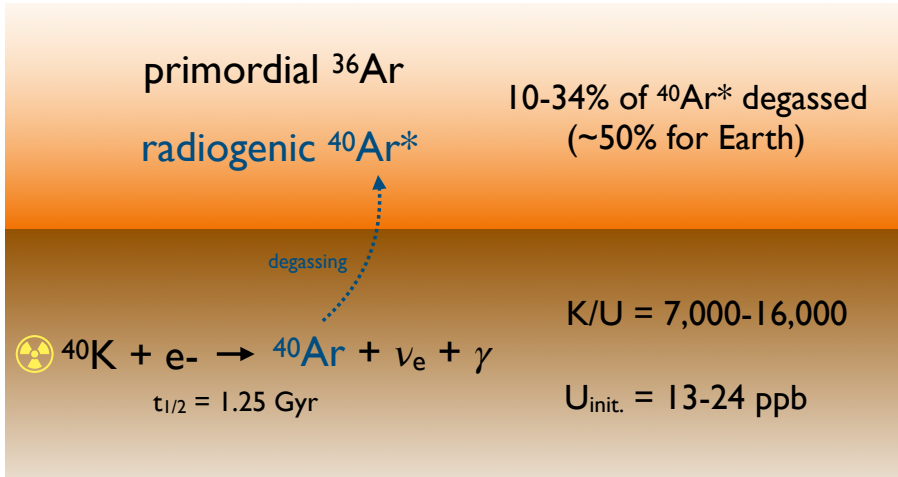 primordial ³⁶Ar
radiogenic ⁴⁰Ar*
10-34% of ⁴⁰Ar* degassed
(~50% for Earth)
degassing
⁴⁰K + e- → ⁴⁰Ar + νₑ + γ
t₁/₂ = 1.25 Gyr
K/U = 7,000-16,000
Uᵢₙᵢₜ. = 13-24 ppb